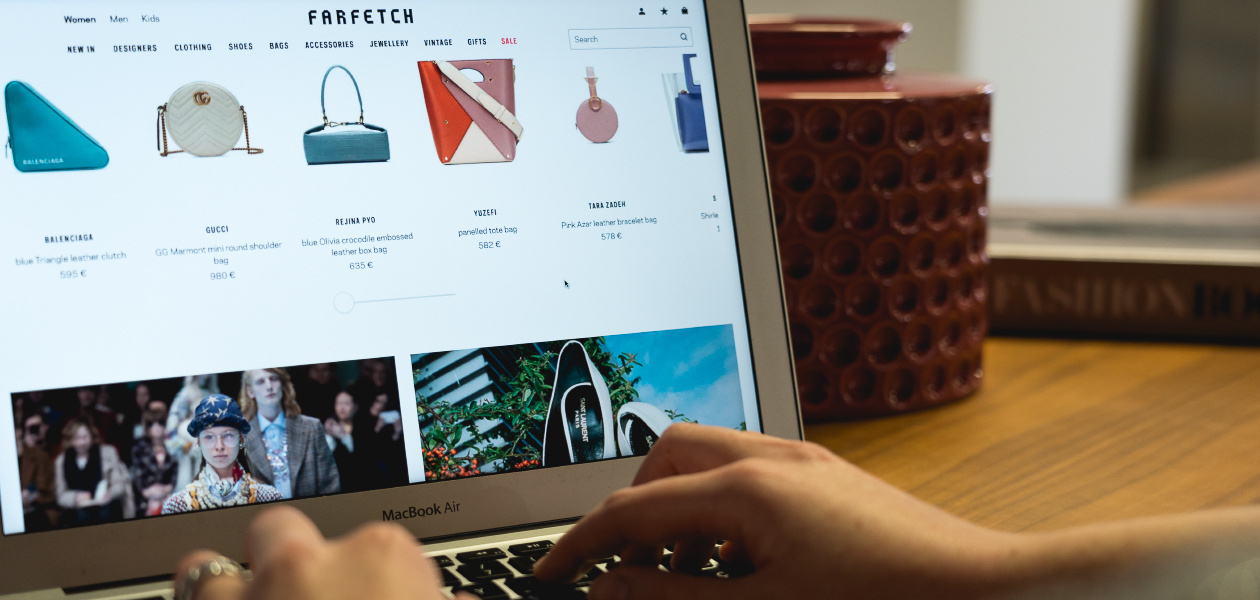 Women Men Kids
FARFETCH
NEW IN DESIGNERS CLOTHING SHOES BAGS ACCESSORIES JEWELLERY VINTAGE GIFTS SALE
Search
BALENCIAGA
BALENCIAGA
blue Triangle leather clutch
595 €
GUCCI
GG Marmont mini round shoulder
bag
980 €
REJINA PYO
blue Olivia crocodile embossed
leather box bag
635 €
YUZEFI
panelled tote bag
582 €
TARA ZADEH
Pink Azar leather bracelet bag
578 €
SAINT LAURENT
PARIS
MacBook Air
FASHION